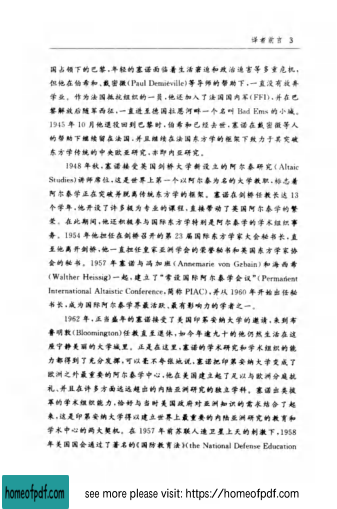 译者前言 3
国占领下的巴黎,年轻的塞诺面临着生活窘迫和政治迫害等多重危机,
但他在伯希和、戴密微(Paul Demiéville)等导师的帮助下,一直没有放弃
学业。作为法国抵抗组织的一员,他还加入了法国国内军(FFI),并在巴
黎解放后随军西征,一直进至德国拉恩河畔一个名叫 Bad Ems 的小城。
1945 年 10 月他退役回到巴黎时,伯希和已经去世,塞诺在戴密微等人
的帮助下继续留在法国,并且继续在法国东方学的框架下致力于其突破
东方学传统的中央欧亚研究,亦即内亚研究。
1948 年秋,塞诺接受英国剑桥大学新设立的阿尔泰研究(Altaic
Studies)讲师席位,这是世界上第一个以阿尔泰为名的大学教职,标志着
阿尔泰学正在突破并脱离传统东方学的框架。塞诺在剑桥任教长达 13
个学年,他开设了许多极为专业的课程,直接带动了英国阿尔泰学的繁
荣。在此期间,他还积极参与国际东方学特别是阿尔泰学的学术组织事
务。1954 年他担任在剑桥召开的第 23 届国际东方学家大会秘书长,直
至他离开剑桥,他一直担任皇家亚洲学会的荣誉秘书和英国东方学家协
会的秘书。1957 年塞诺与冯加班(Annemarie von Gabain)和海西希
(Walther Heissig)一起,建立了“常设国际阿尔泰学会议”(Permanent
International Altaistic Conference,简称 PIAC),并从 1960 年开始出任秘
书长,成为国际阿尔泰学界最活跃、最有影响力的学者之一。
1962 年,正当盛年的塞诺接受了美国印第安纳大学的邀请,来到布
鲁明敦(Bloomington)任教直至退休,如今年逾九十的他仍然生活在这
座宁静美丽的大学城里。正是在这里,塞诺的学术研究和学术组织的能
力都得到了充分发挥,可以毫不夸张地说,塞诺把印第安纳大学变成了
欧洲之外最重要的阿尔泰学中心,他在美国建立起了足以与欧洲分庭抗
礼、并且在许多方面远远超出的内陆亚洲研究的独立学科。塞诺出类拔
萃的学术组织能力,恰好与当时美国政府对亚洲知识的需求结合了起
来,这是印第安纳大学得以建立世界上最重要的内陆亚洲研究的教育和
学术中心的两大契机。在 1957 年前苏联人造卫星上天的刺激下,1958
年美国国会通过了著名的《国防教育法》(the National Defense Education
homeofpdf.com
see more please visit: https://homeofpdf.com